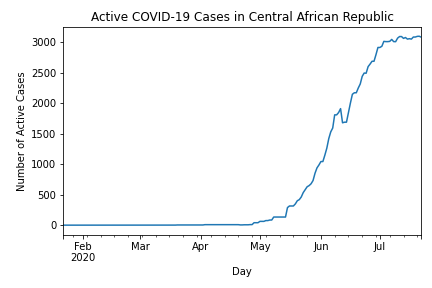 Active COVID-19 Cases in Central African Republic
Number of Active Cases
3000
2500
2000
1500
1000
500
0
Feb
2020
Mar
Apr
May
Jun
Jul
Day